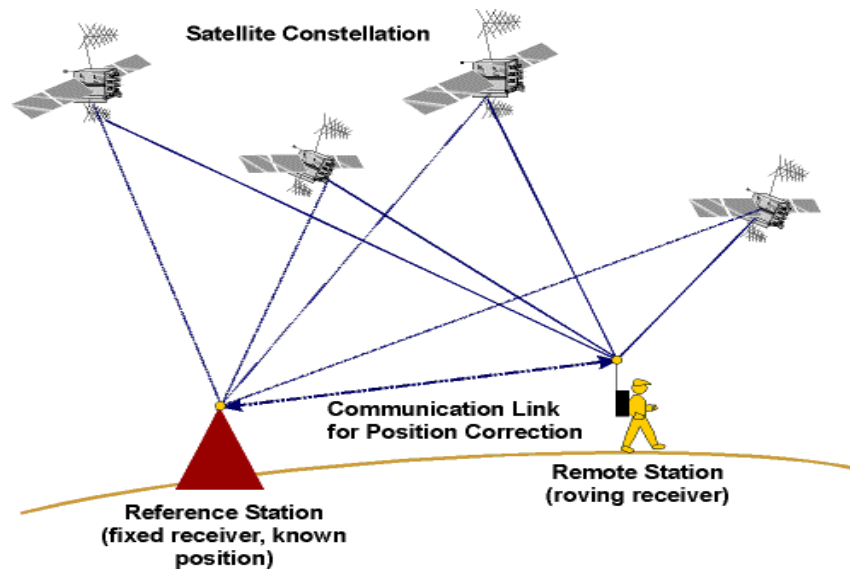 Satellite Constellation
Communication Link
for Position Correction
Remote Station
(roving receiver)
Reference Station
(fixed receiver, known
position)